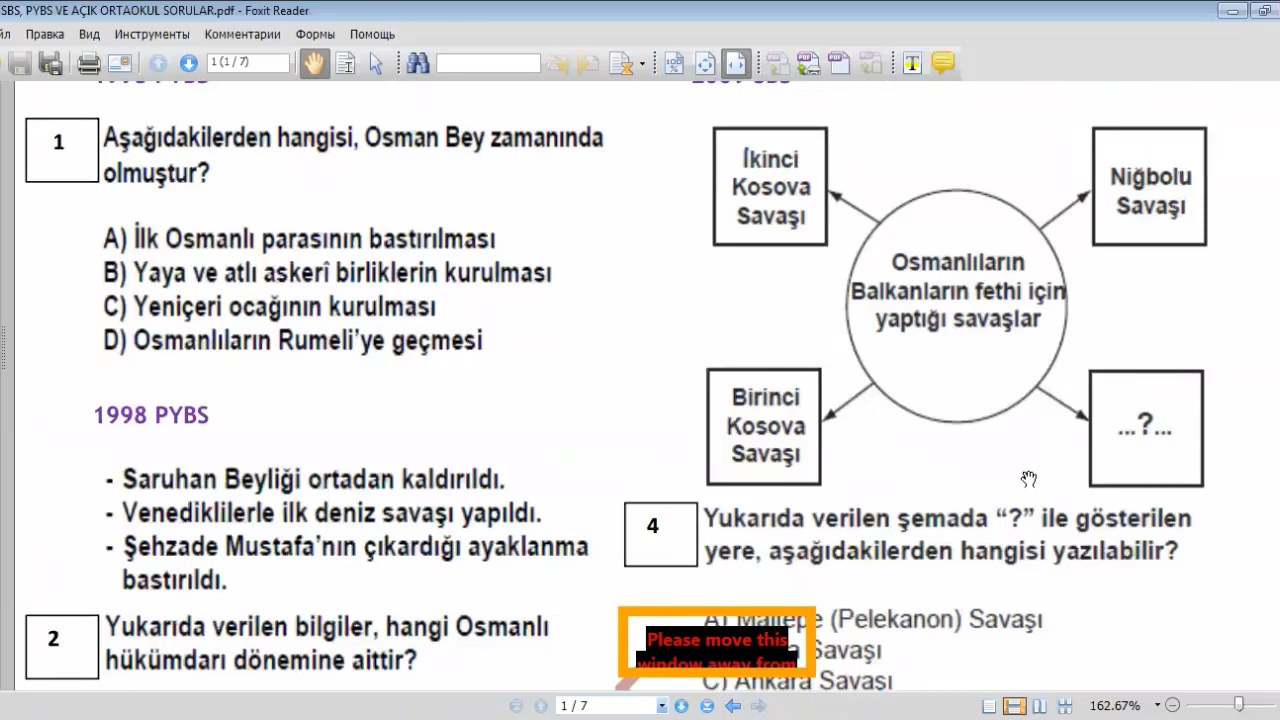 SBS, PYBS VE AÇIK ORTAOKUL SORULAR.pdf - Foxit Reader
Правка Вид Инструменты Комментарии Формы Помощь
1 (1 / 7)
1
Aşağıdakilerden hangisi, Osman Bey zamanında
olmuştur?
A) İlk Osmanlı parasının bastırılması
B) Yaya ve atlı askerî birliklerin kurulması
C) Yeniçeri ocağının kurulması
D) Osmanlıların Rumeli’ye geçmesi
1998 PYBS
- Saruhan Beyliği ortadan kaldırıldı.
- Venediklilerle ilk deniz savaşı yapıldı.
- Şehzade Mustafa’nın çıkardığı ayaklanma
bastırıldı.
2
Yukarıda verilen bilgiler, hangi Osmanlı
hükümdarı dönemine aittir?
İkinci
Kosova
Savaşı
Niğbolu
Savaşı
Osmanlıların
Balkanların fethi için
yaptığı savaşlar
Birinci
Kosova
Savaşı
...?...
4
Yukarıda verilen şemada “?” ile gösterilen
yere, aşağıdakilerden hangisi yazılabilir?
A) Maltepe (Pelekanon) Savaşı
Savaşı
C) Ankara Savaşı
Please move this
window away from
1 / 7
162.67%